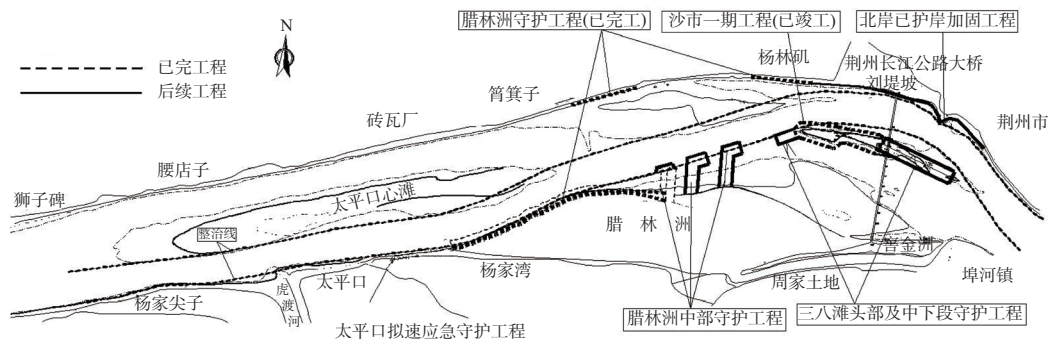 腊林洲守护工程(已完工)
沙市一期工程(已竣工)
北岸已护岸加固工程
N
已完工程
后续工程
杨林矶
荆州长江公路大桥
刘堤坡
筲箕子
荆州市
砖瓦厂
腰店子
狮子碑
太平口心滩
整治线
腊林洲
窖金洲
杨家湾
太平口
虎渡河
杨家尖子
周家土地
埠河镇
太平口拟速应急守护工程
腊林洲中部守护工程
三八滩头部及中下段守护工程